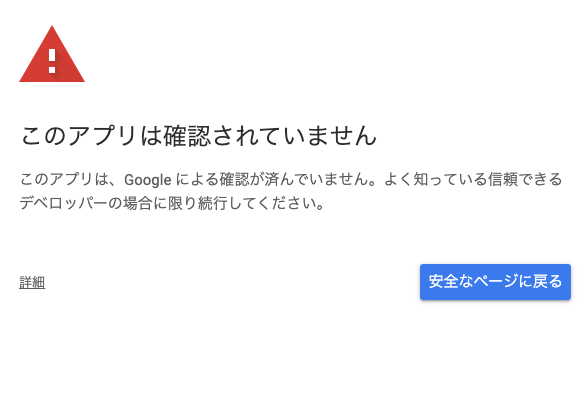 このアプリは確認されていません
このアプリは、Google による確認が済んでいません。よく知っている信頼できる
デベロッパーの場合に限り続行してください。
詳細
安全なページに戻る